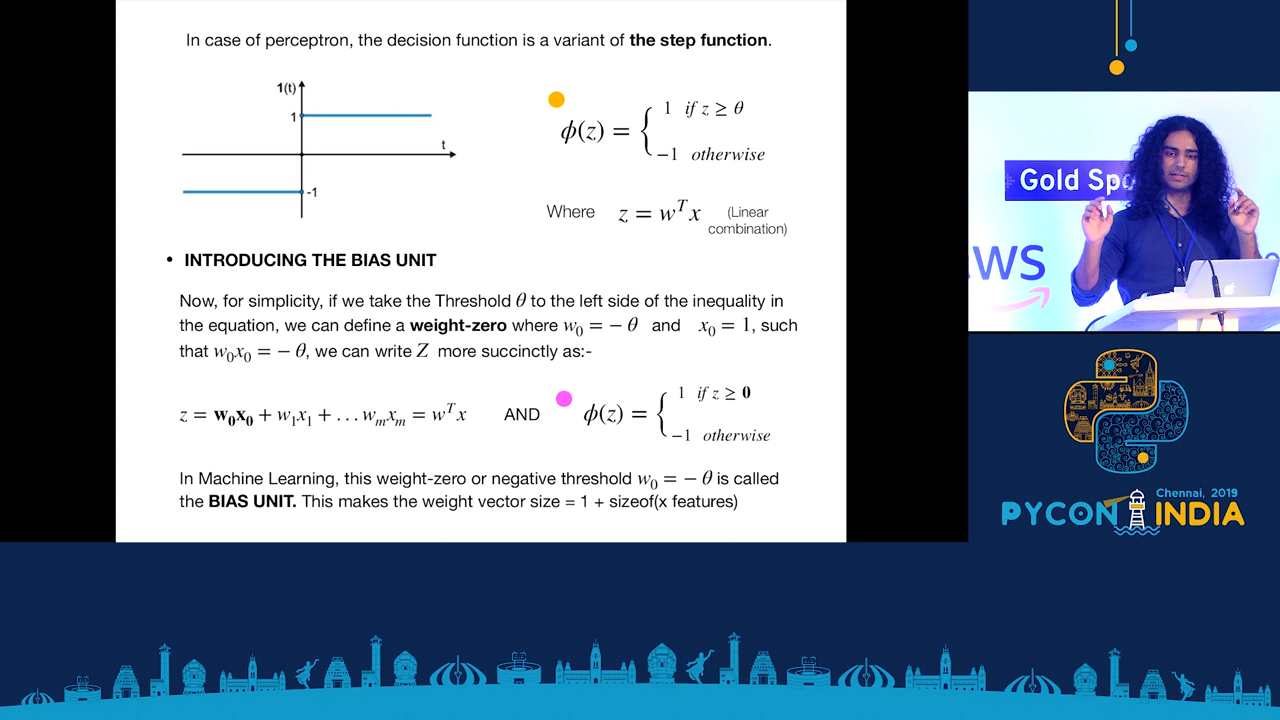 In case of perceptron, the decision function is a variant of the step function.
1(t)
1
t
-1
ϕ(z) = { 1 if z ≥ θ
−1 otherwise
Where z = wᵀx (Linear combination)
• INTRODUCING THE BIAS UNIT
Now, for simplicity, if we take the Threshold θ to the left side of the inequality in
the equation, we can define a weight-zero where w₀ = − θ and x₀ = 1, such
that w₀x₀ = − θ, we can write Z more succinctly as:-
z = w₀x₀ + w₁x₁ + . . . wₘxₘ = wᵀx AND ϕ(z) = { 1 if z ≥ 0
−1 otherwise
In Machine Learning, this weight-zero or negative threshold w₀ = − θ is called
the BIAS UNIT. This makes the weight vector size = 1 + sizeof(x features)
Gold Spo
WS
Chennai, 2019
PYCON INDIA